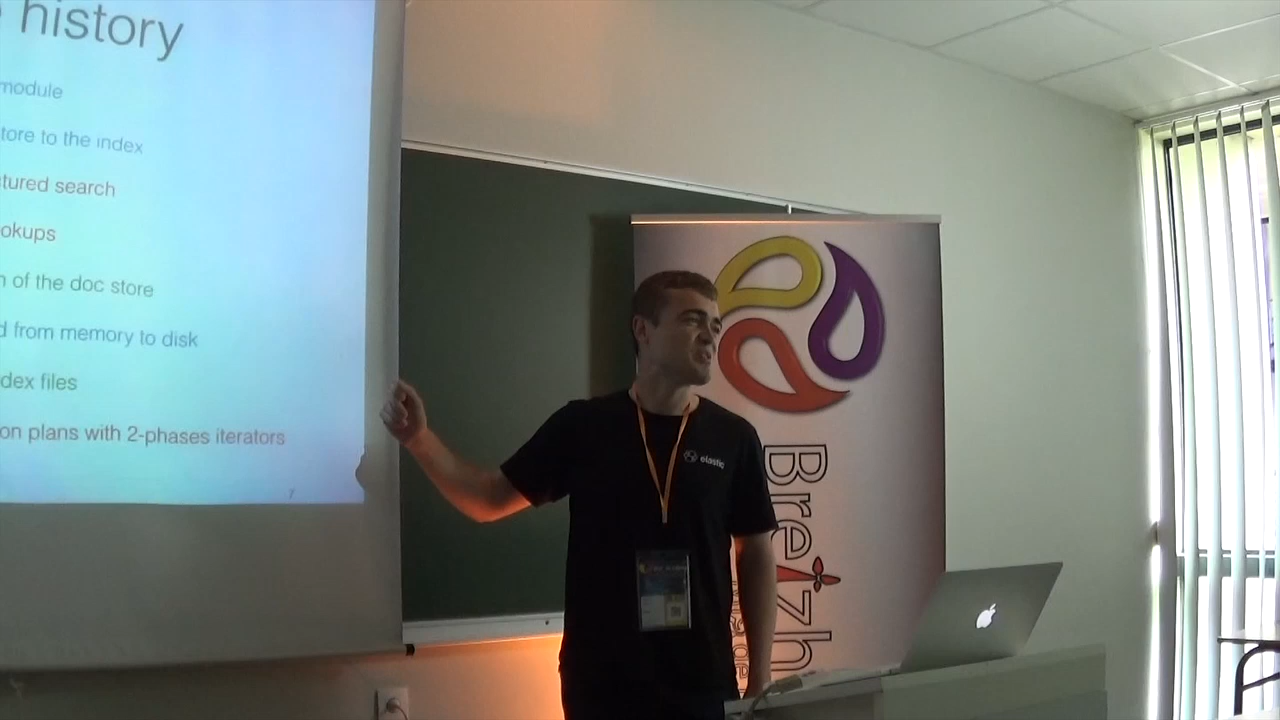 history
module
tore to the index
tured search
okups
n of the doc store
d from memory to disk
dex files
on plans with 2-phases iterators
7
elastic
Breizh